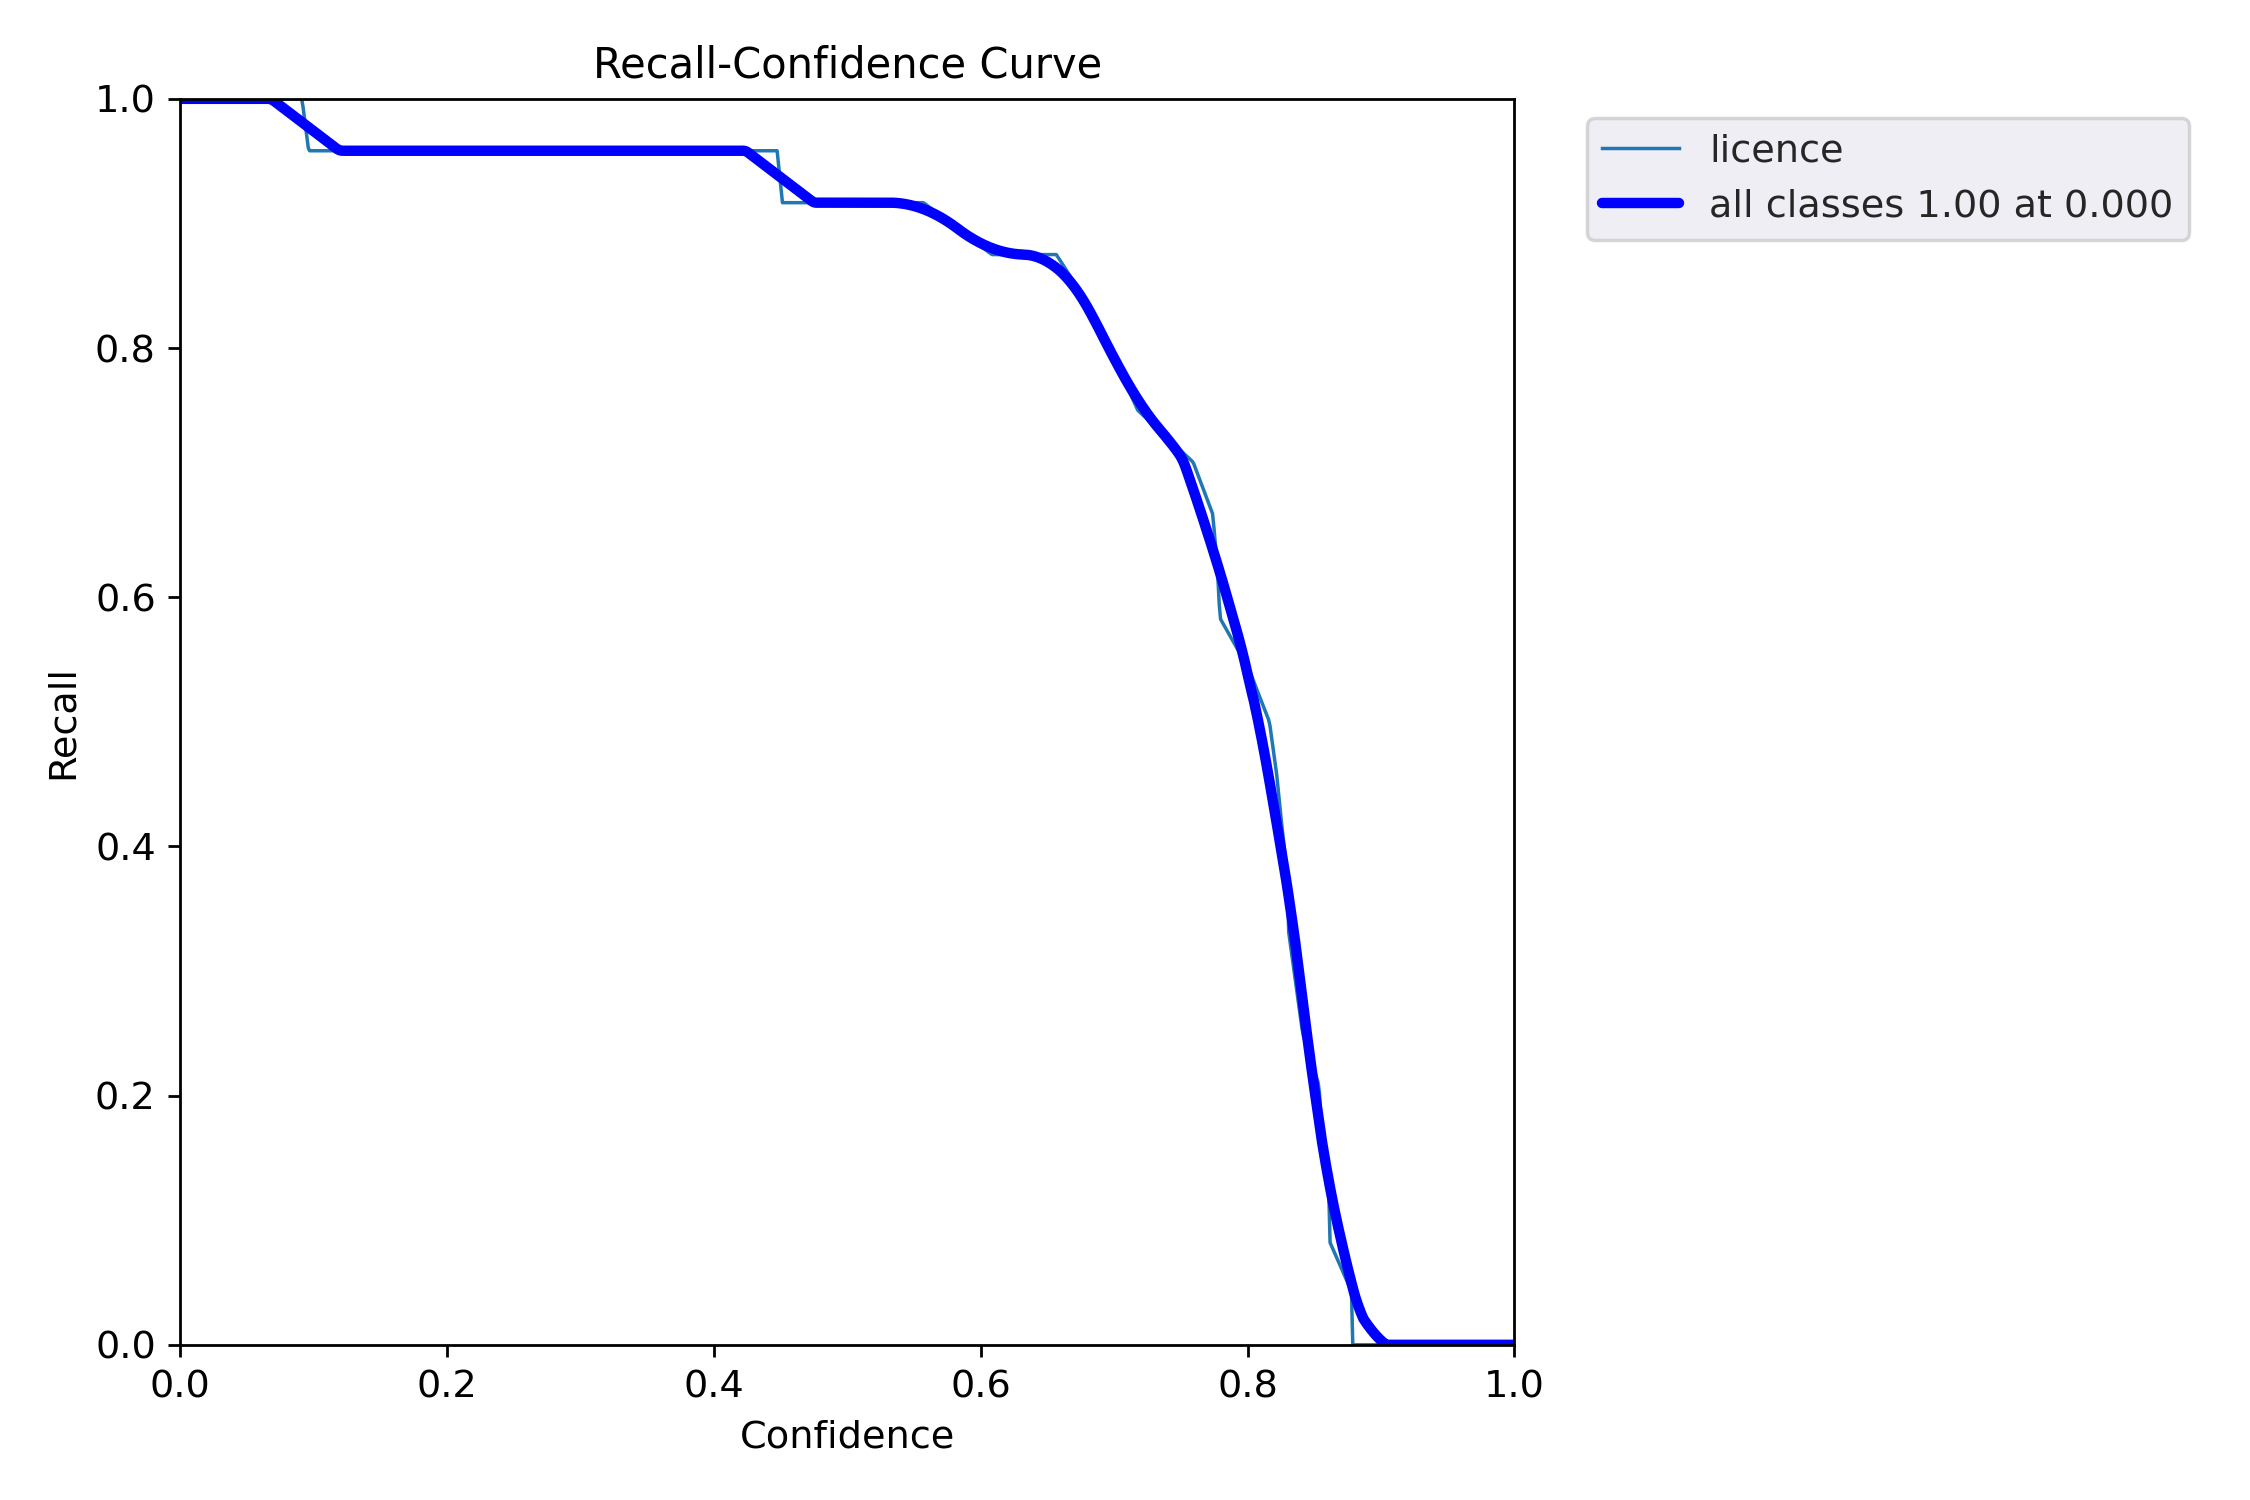 Recall-Confidence Curve
licence
all classes 1.00 at 0.000
1.0
0.8
0.6
0.4
0.2
0.0
Recall
0.0 0.2 0.4 0.6 0.8 1.0
Confidence